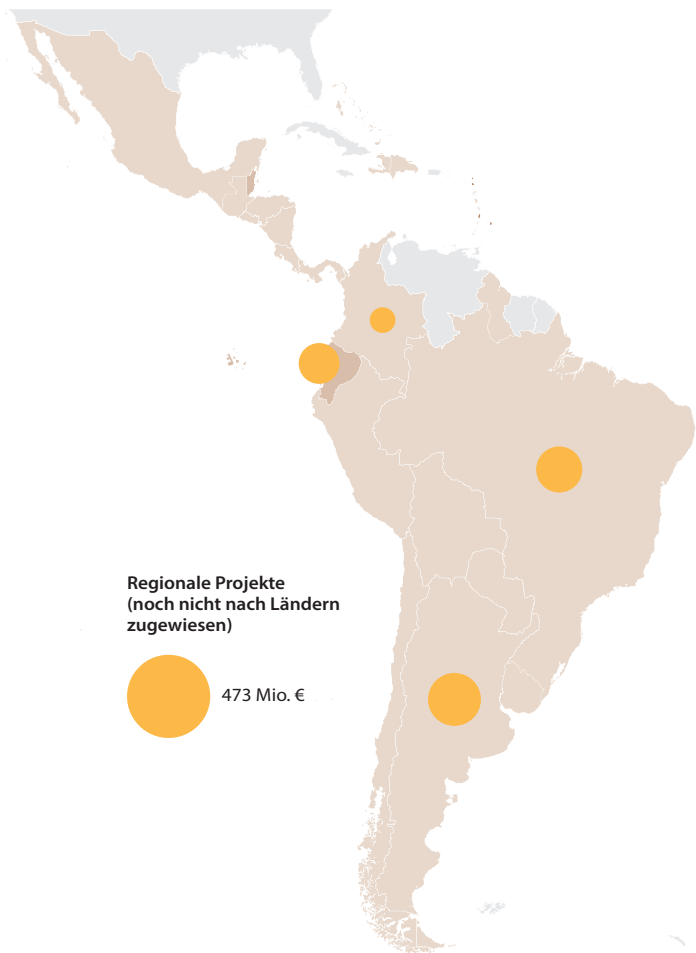 Regionale Projekte
(noch nicht nach Ländern
zugewiesen)
473 Mio. €